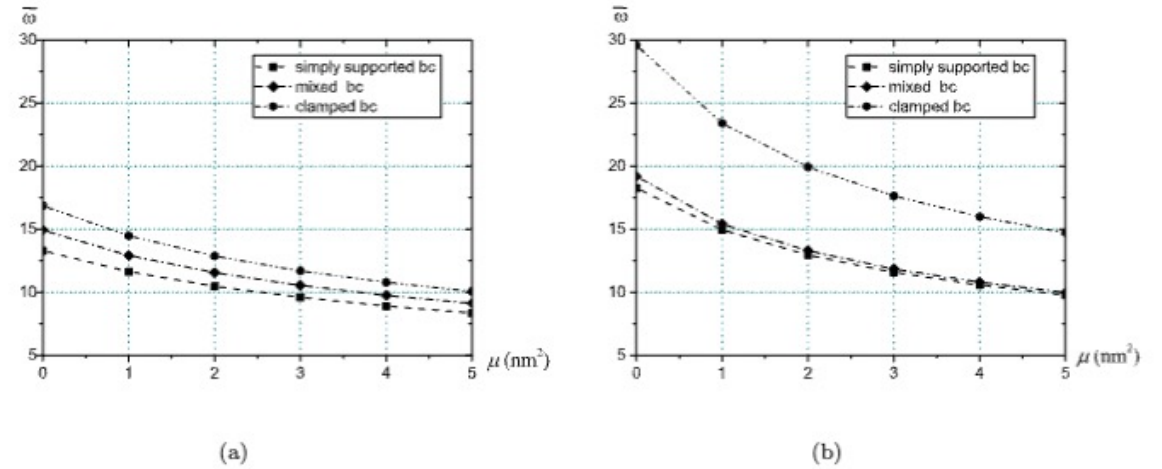 ω̅
30
25
20
15
10
5
0 1 2 3 4 5
μ (nm²)
simply supported bc
mixed bc
clamped bc
(a)
ω̅
30
25
20
15
10
5
0 1 2 3 4 5
μ (nm²)
simply supported bc
mixed bc
clamped bc
(b)